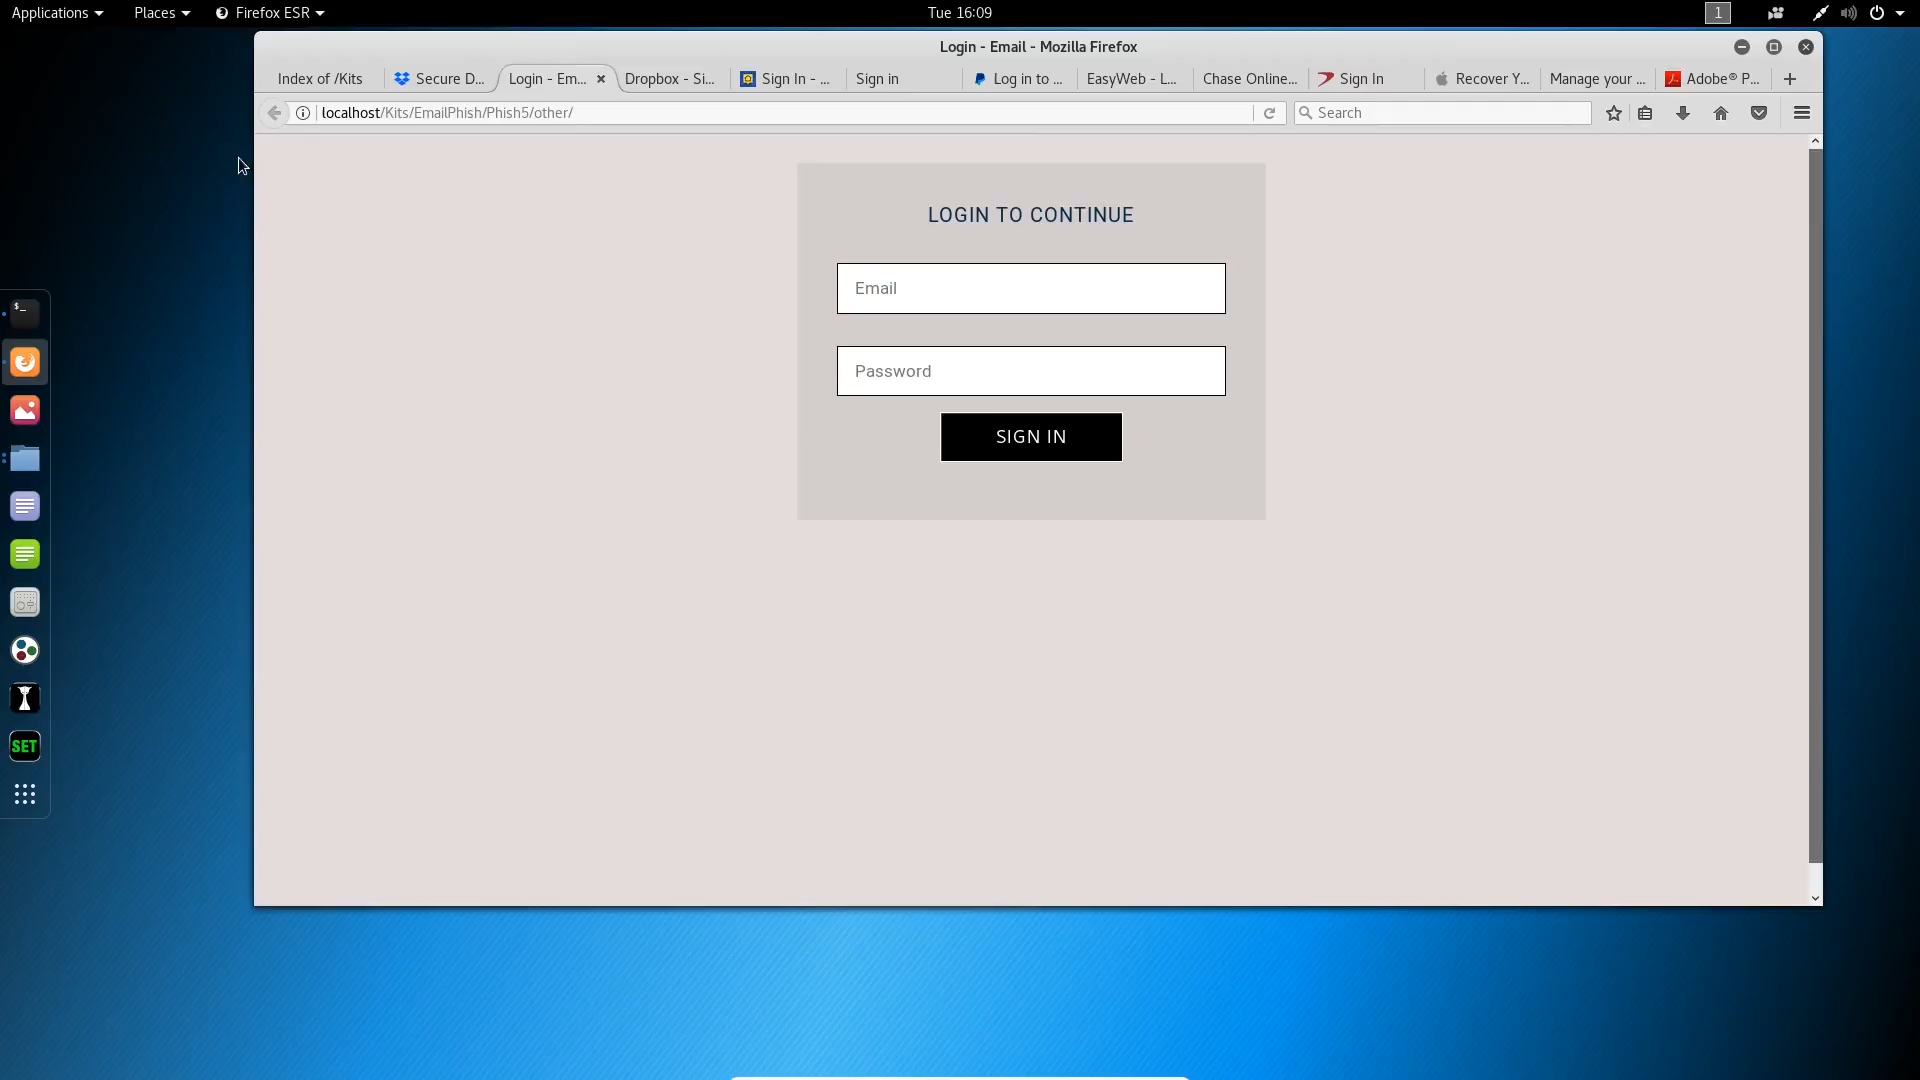 Applications Places Firefox ESR Tue 16:09 1
Login - Email - Mozilla Firefox
Index of /Kits Secure D... Login - Em... Dropbox - Si... Sign In - ... Sign in Log in to ... EasyWeb - L... Chase Online... Sign In Recover Y... Manage your ... Adobe® P...
localhost/Kits/EmailPhish/Phish5/other/ Search
LOGIN TO CONTINUE
Email
Password
SIGN IN
$_
SET